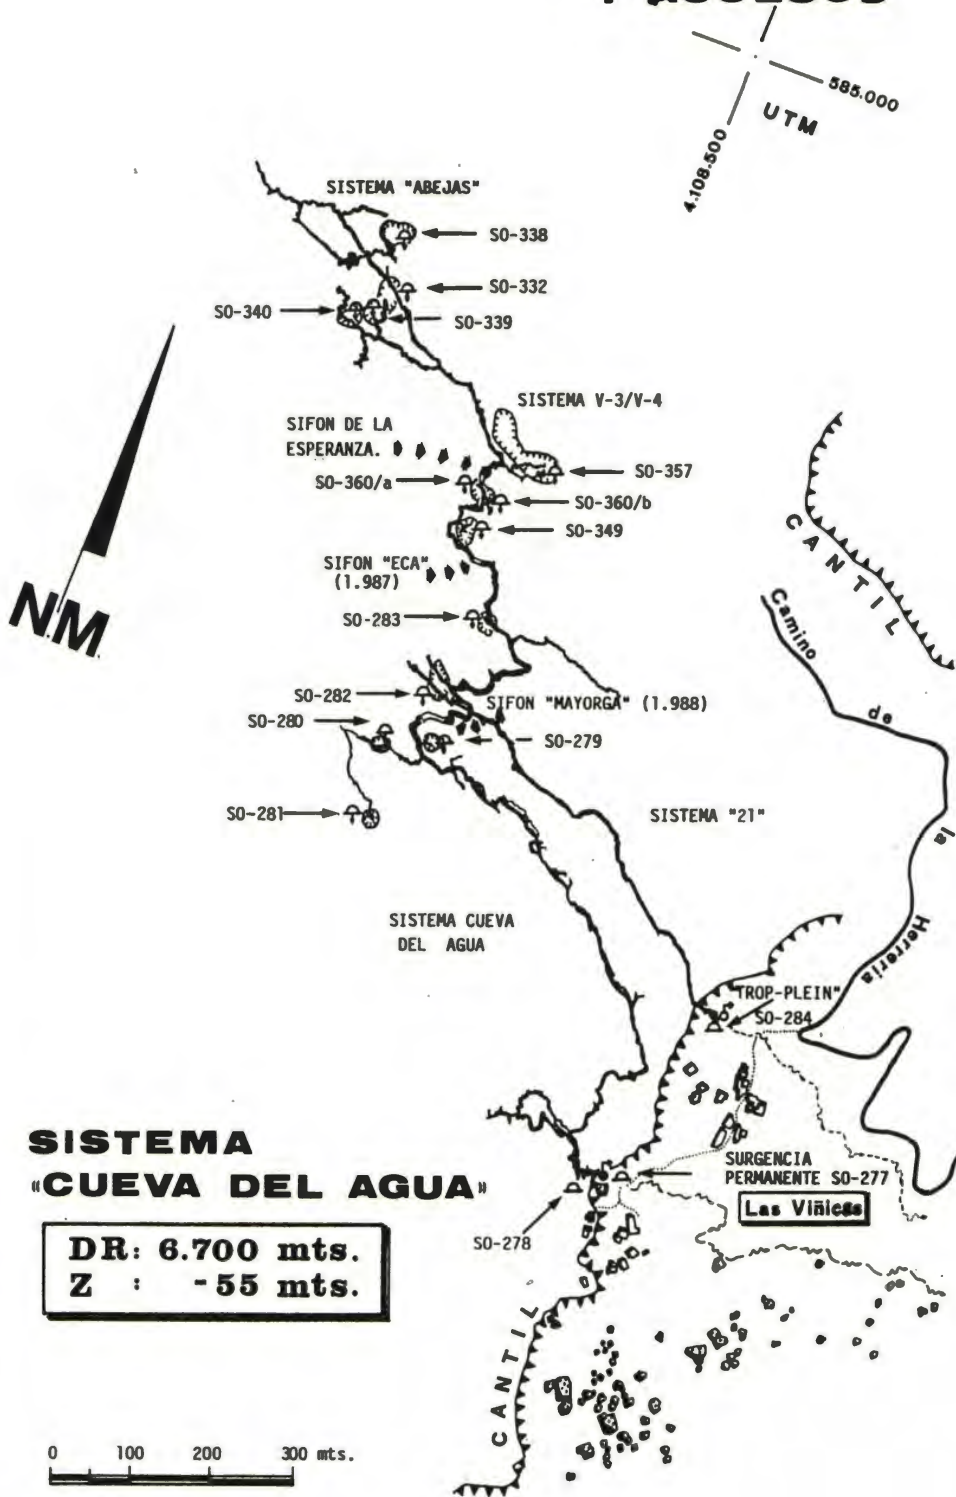 585.000
UTM
4.108.500
SISTEMA "ABEJAS"
SO-338
SO-332
SO-340
SO-339
SISTEMA V-3/V-4
SIFON DE LA
ESPERANZA.
SO-357
SO-360/a
SO-360/b
SO-349
SIFON "ECA"
(1.987)
SO-283
CANTIL
NM
Camino de la Herreria
SO-282
SIFON "MAYORGA" (1.988)
SO-280
SO-279
SO-281
SISTEMA "21"
SISTEMA CUEVA
DEL AGUA
"TROP-PLEIN"
SO-284
SISTEMA
«CUEVA DEL AGUA»
SURGENCIA
PERMANENTE SO-277
Las Viñicas
SO-278
DR: 6.700 mts.
Z : -55 mts.
CANTIL
0 100 200 300 mts.